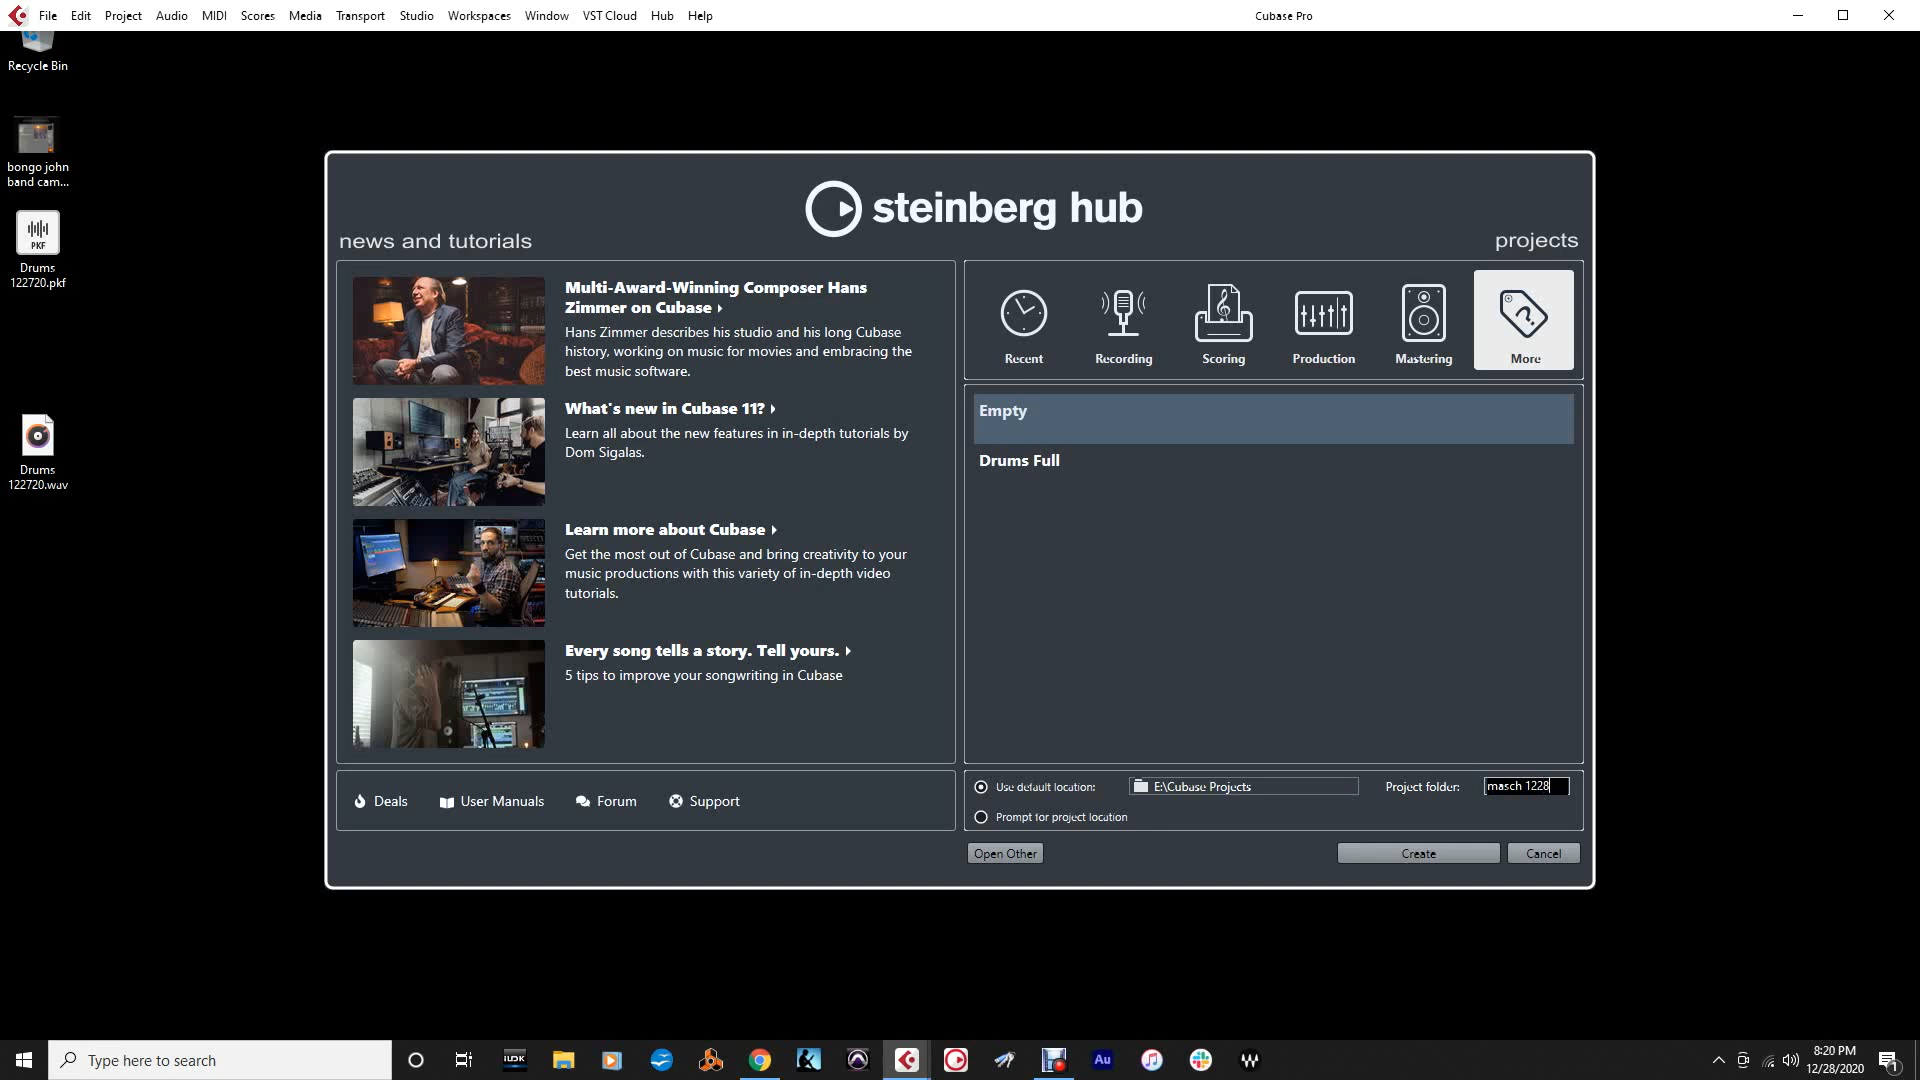 File Edit Project Audio MIDI Scores Media Transport Studio Workspaces Window VST Cloud Hub Help
Cubase Pro
Recycle Bin
bongo john
band cam...
PKF
Drums
122720.pkf
Drums
122720.wav
steinberg hub
news and tutorials
projects
Multi-Award-Winning Composer Hans
Zimmer on Cubase
Hans Zimmer describes his studio and his long Cubase
history, working on music for movies and embracing the
best music software.
What's new in Cubase 11?
Learn all about the new features in in-depth tutorials by
Dom Sigalas.
Learn more about Cubase
Get the most out of Cubase and bring creativity to your
music productions with this variety of in-depth video
tutorials.
Every song tells a story. Tell yours.
5 tips to improve your songwriting in Cubase
Deals User Manuals Forum Support
Recent Recording Scoring Production Mastering More
Empty
Drums Full
Use default location: E:\Cubase Projects Project folder: masch 1228
Prompt for project location
Open Other Create Cancel
Type here to search
Au
8:20 PM
12/28/2020
1